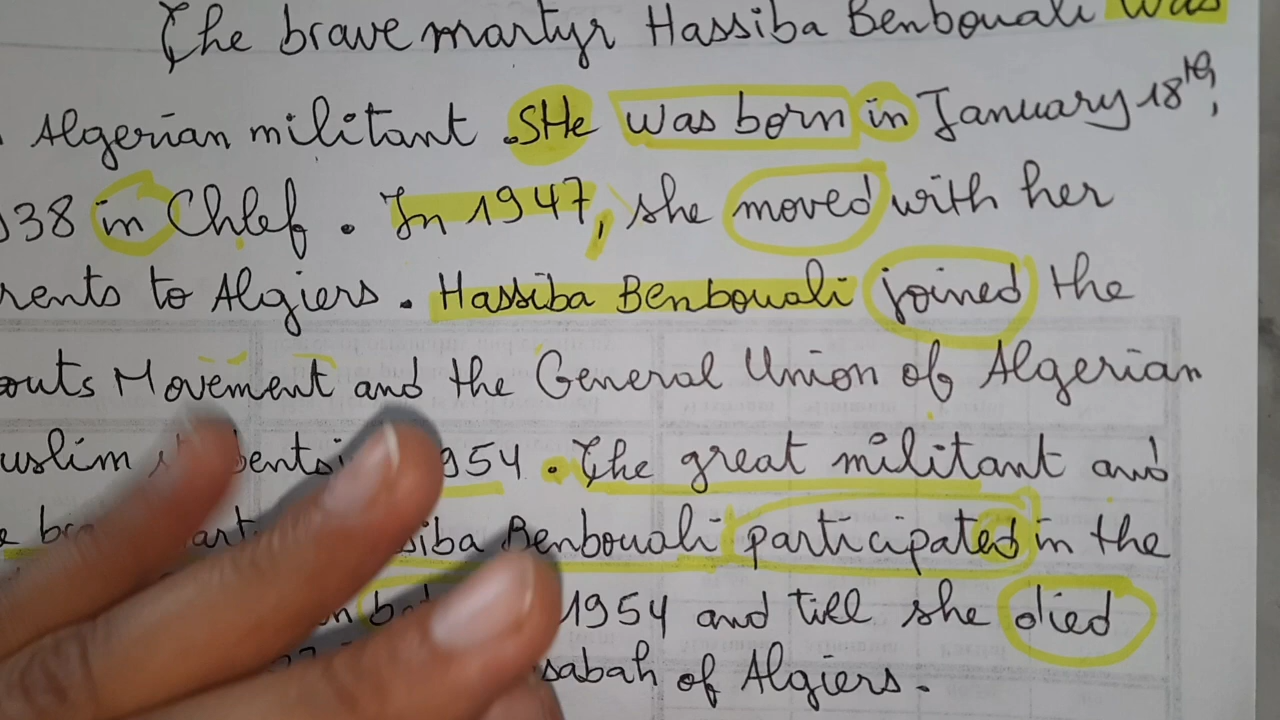 The brave martyr Hassiba Benbouali was
Algerian militant . SHe was born in January 18th,
938 in Chlef . In 1947, she moved with her
rents to Algiers . Hassiba Benbouali joined the
outs Movement and the General Union of Algerian
uslim 1954 . The great militant and
Benbouali participated in the
1954 and till she died
sabah of Algiers .